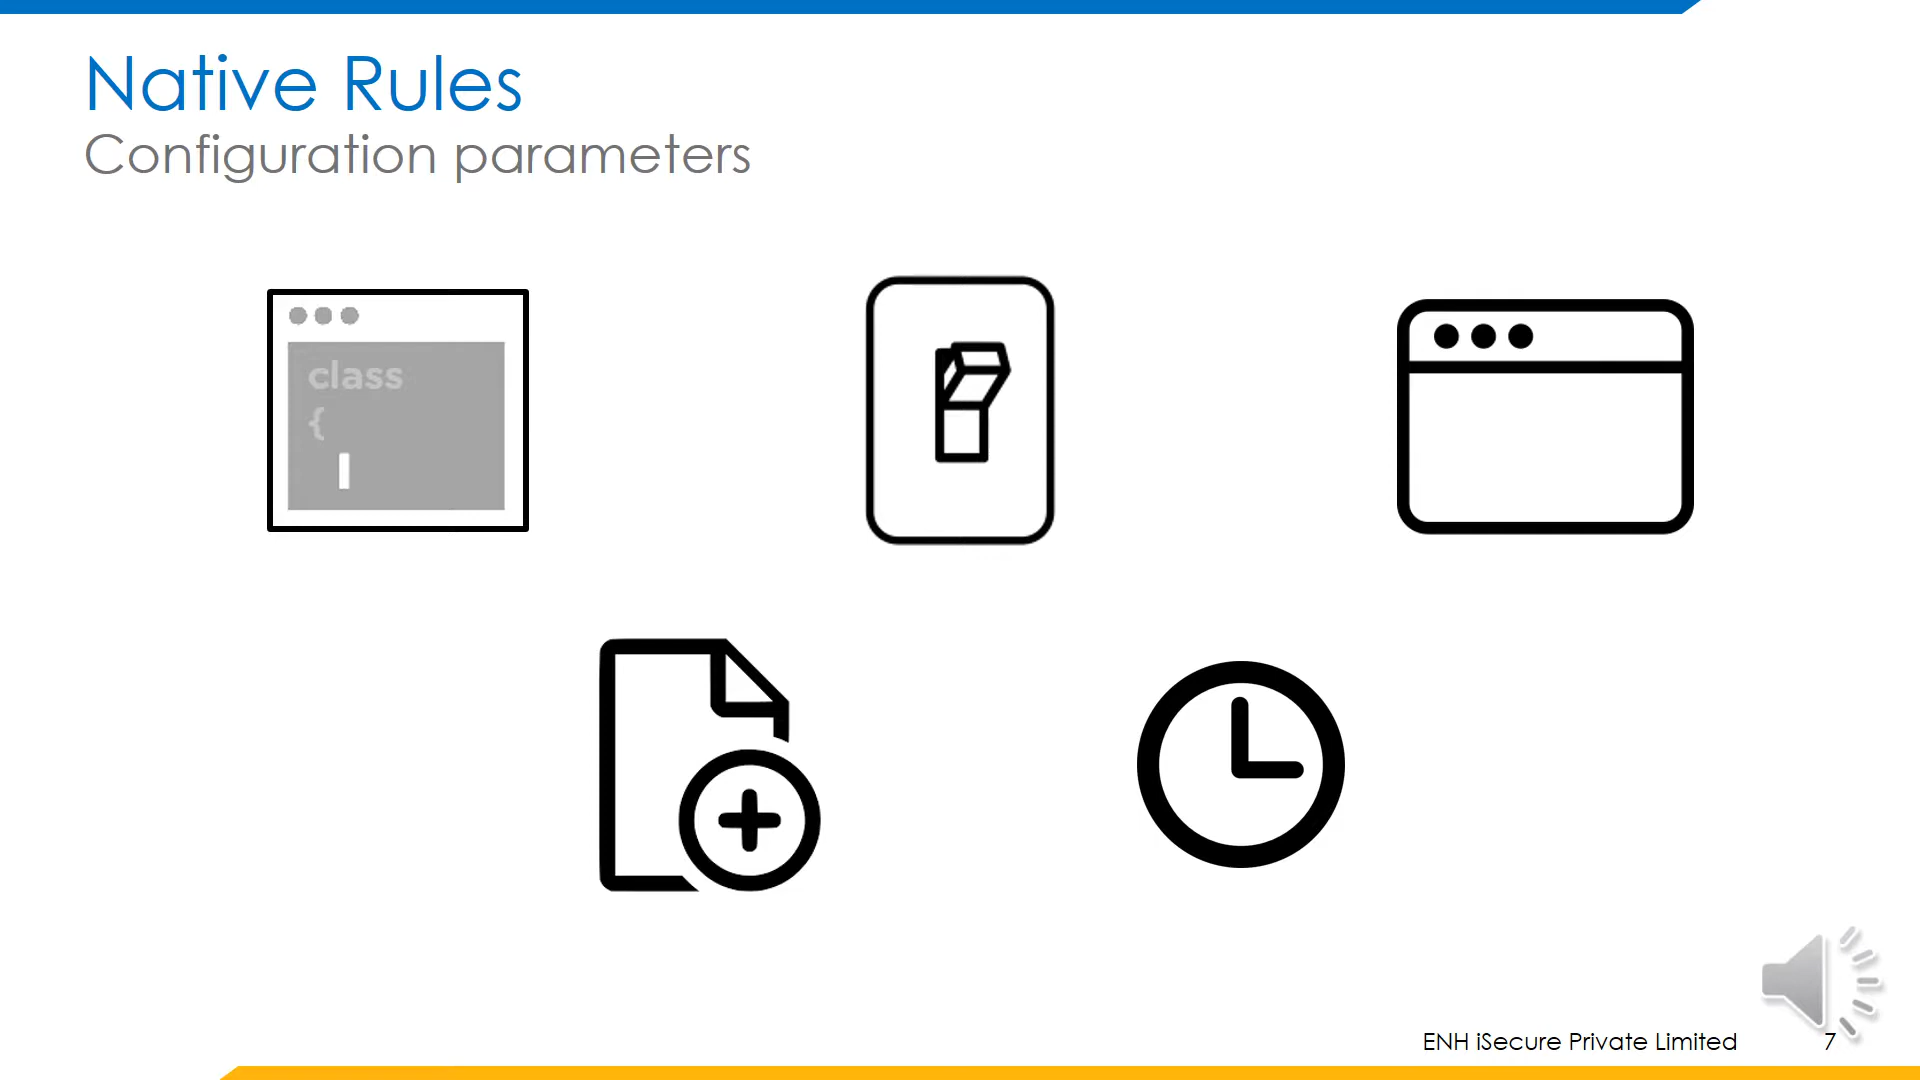 Native Rules
Configuration parameters
class
{
ENH iSecure Private Limited
7